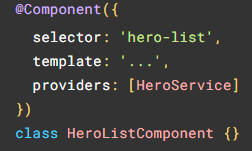 @Component({
  selector: 'hero-list',
  template: '...',
  providers: [HeroService]
})
class HeroListComponent {}